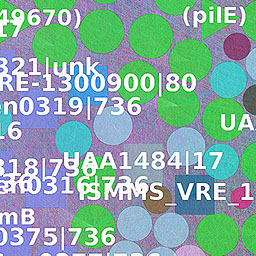 49670) (pilE)
17
321|unk
RE-1300900|80
en0319/736
16 UA
UAA1484|17
318|736
en0316|736
ISMMS_VRE_1
mB
0375|736